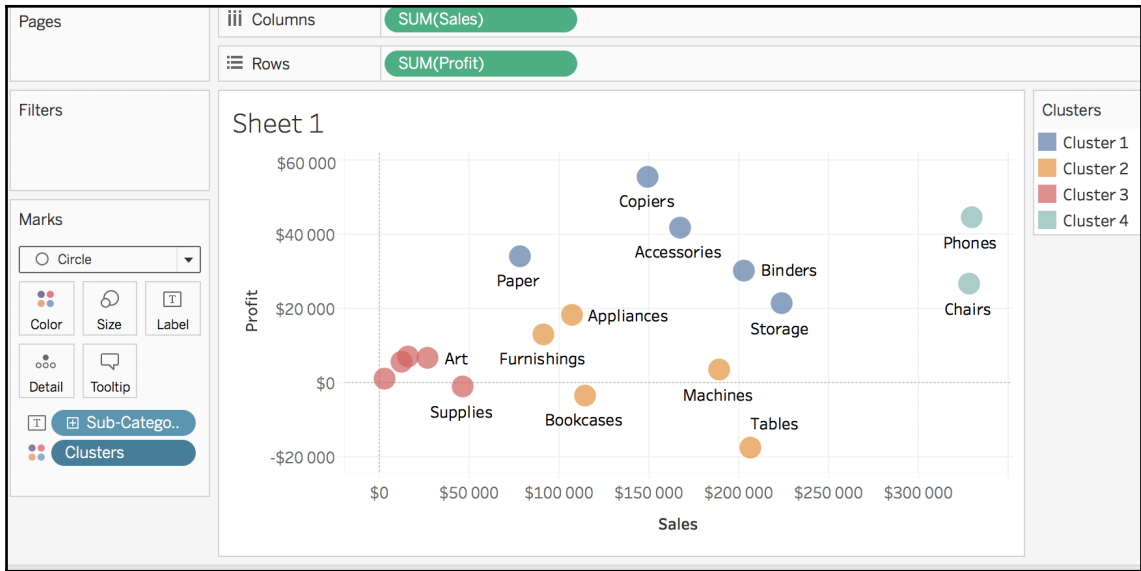 Pages
Columns
SUM(Sales)
Rows
SUM(Profit)
Filters
Marks
Circle
Color
Size
T
Label
Detail
Tooltip
T
Sub-Catego..
Clusters
Sheet 1
$60 000
$40 000
$20 000
$0
-$20 000
Profit
Copiers
Accessories
Paper
Binders
Storage
Phones
Chairs
Appliances
Furnishings
Art
Supplies
Bookcases
Machines
Tables
$0
$50 000
$100 000
$150 000
$200 000
$250 000
$300 000
Sales
Clusters
Cluster 1
Cluster 2
Cluster 3
Cluster 4